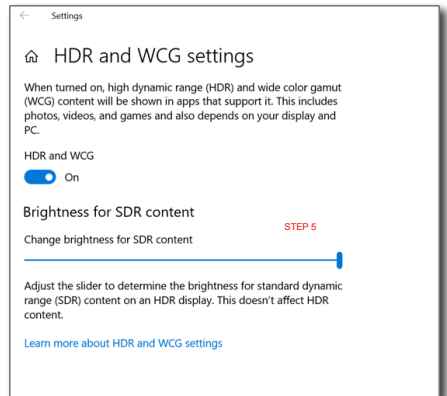 Settings
HDR and WCG settings
When turned on, high dynamic range (HDR) and wide color gamut
(WCG) content will be shown in apps that support it. This includes
photos, videos, and games and also depends on your display and
PC.
HDR and WCG
On
Brightness for SDR content
STEP 5
Change brightness for SDR content
Adjust the slider to determine the brightness for standard dynamic
range (SDR) content on an HDR display. This doesn't affect HDR
content.
Learn more about HDR and WCG settings